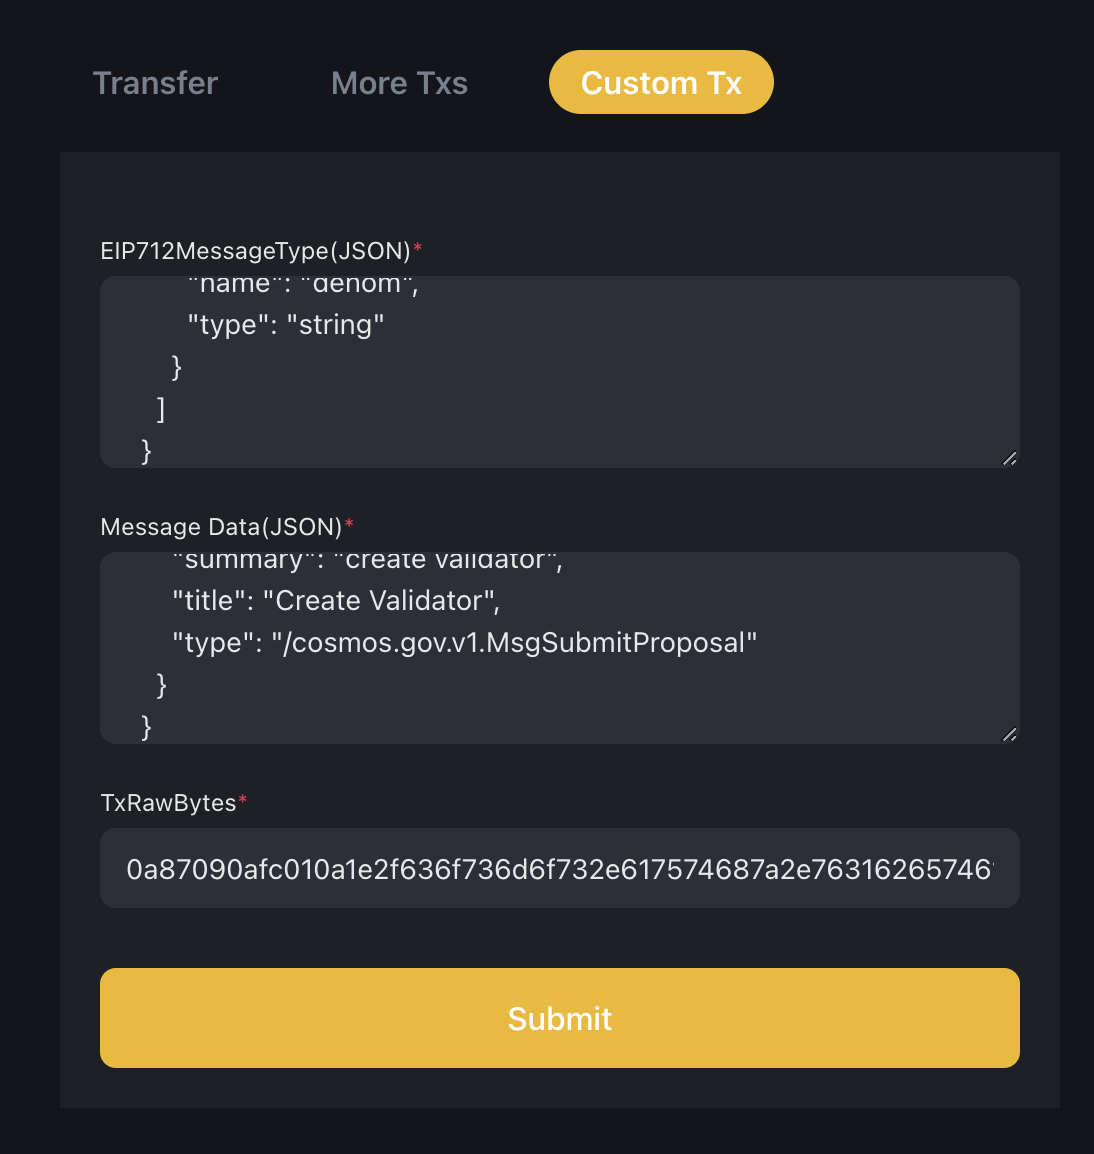 Transfer
More Txs
Custom Tx
EIP712MessageType(JSON)*
"name": "denom",
"type": "string"
}
]
}
Message Data(JSON)*
"summary": "create validator",
"title": "Create Validator",
"type": "/cosmos.gov.v1.MsgSubmitProposal"
}
}
TxRawBytes*
0a87090afc010a1e2f636f736d6f732e617574687a2e76316265746
Submit